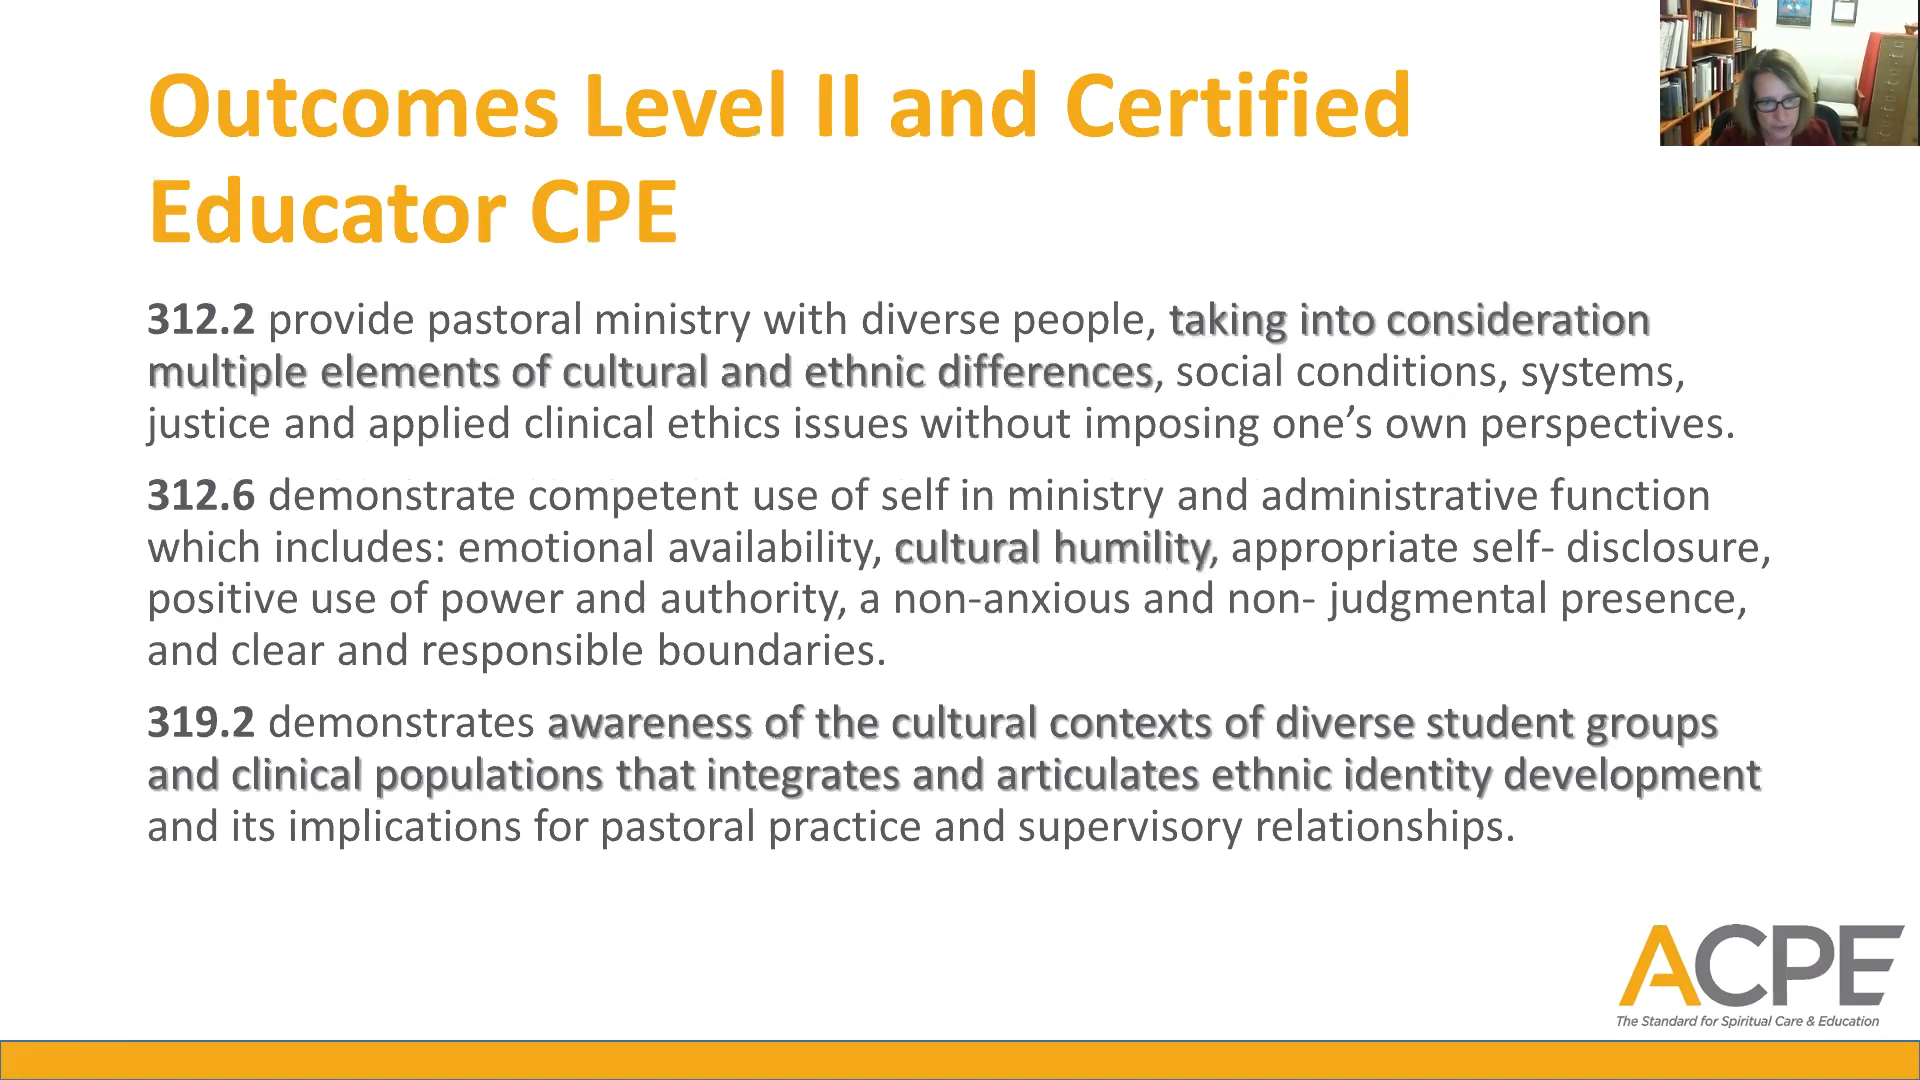 Outcomes Level II and Certified
Educator CPE
312.2 provide pastoral ministry with diverse people, taking into consideration
multiple elements of cultural and ethnic differences, social conditions, systems,
justice and applied clinical ethics issues without imposing one’s own perspectives.
312.6 demonstrate competent use of self in ministry and administrative function
which includes: emotional availability, cultural humility, appropriate self- disclosure,
positive use of power and authority, a non-anxious and non- judgmental presence,
and clear and responsible boundaries.
319.2 demonstrates awareness of the cultural contexts of diverse student groups
and clinical populations that integrates and articulates ethnic identity development
and its implications for pastoral practice and supervisory relationships.
ACPE
The Standard for Spiritual Care & Education